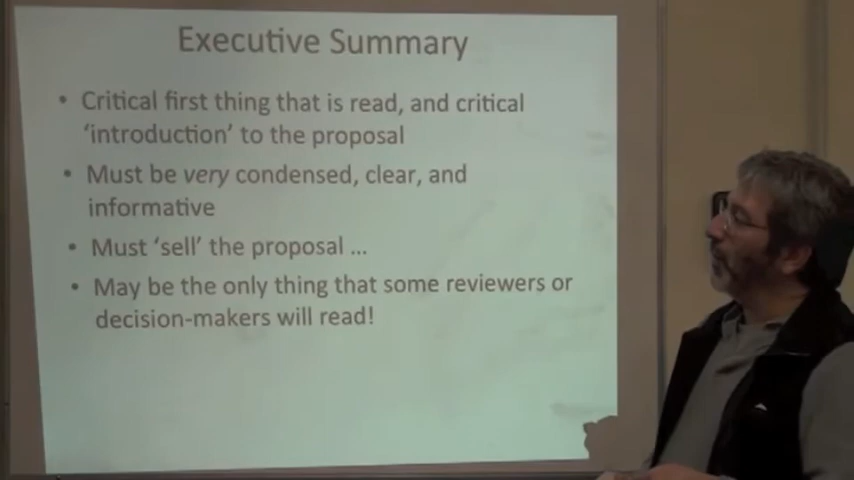 Executive Summary
• Critical first thing that is read, and critical
‘introduction’ to the proposal
• Must be very condensed, clear, and
informative
• Must ‘sell’ the proposal ...
• May be the only thing that some reviewers or
decision-makers will read!